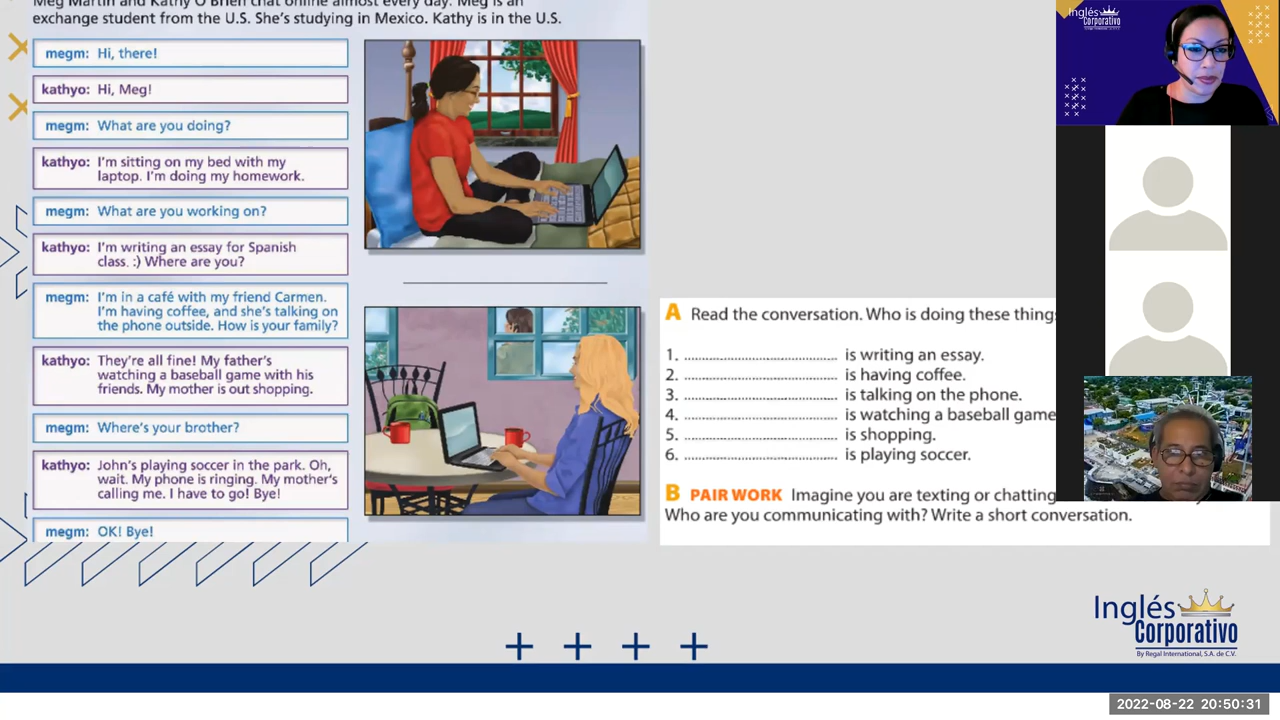 Meg Martin and Kathy O'Brien chat online almost every day. Meg is an
exchange student from the U.S. She's studying in Mexico. Kathy is in the U.S.
megm: Hi, there!
kathyo: Hi, Meg!
megm: What are you doing?
kathyo: I'm sitting on my bed with my
laptop. I'm doing my homework.
megm: What are you working on?
kathyo: I'm writing an essay for Spanish
class. :) Where are you?
megm: I'm in a café with my friend Carmen.
I'm having coffee, and she's talking on
the phone outside. How is your family?
kathyo: They're all fine! My father's
watching a baseball game with his
friends. My mother is out shopping.
megm: Where's your brother?
kathyo: John's playing soccer in the park. Oh,
wait. My phone is ringing. My mother's
calling me. I have to go! Bye!
megm: OK! Bye!
A Read the conversation. Who is doing these things
1. ........................................ is writing an essay.
2. ........................................ is having coffee.
3. ........................................ is talking on the phone.
4. ........................................ is watching a baseball game
5. ........................................ is shopping.
6. ........................................ is playing soccer.
B PAIR WORK Imagine you are texting or chatting
Who are you communicating with? Write a short conversation.
Inglés
Corporativo
Inglés
Corporativo
By Regal International, S.A. de C.V.
2022-08-22 20:50:31